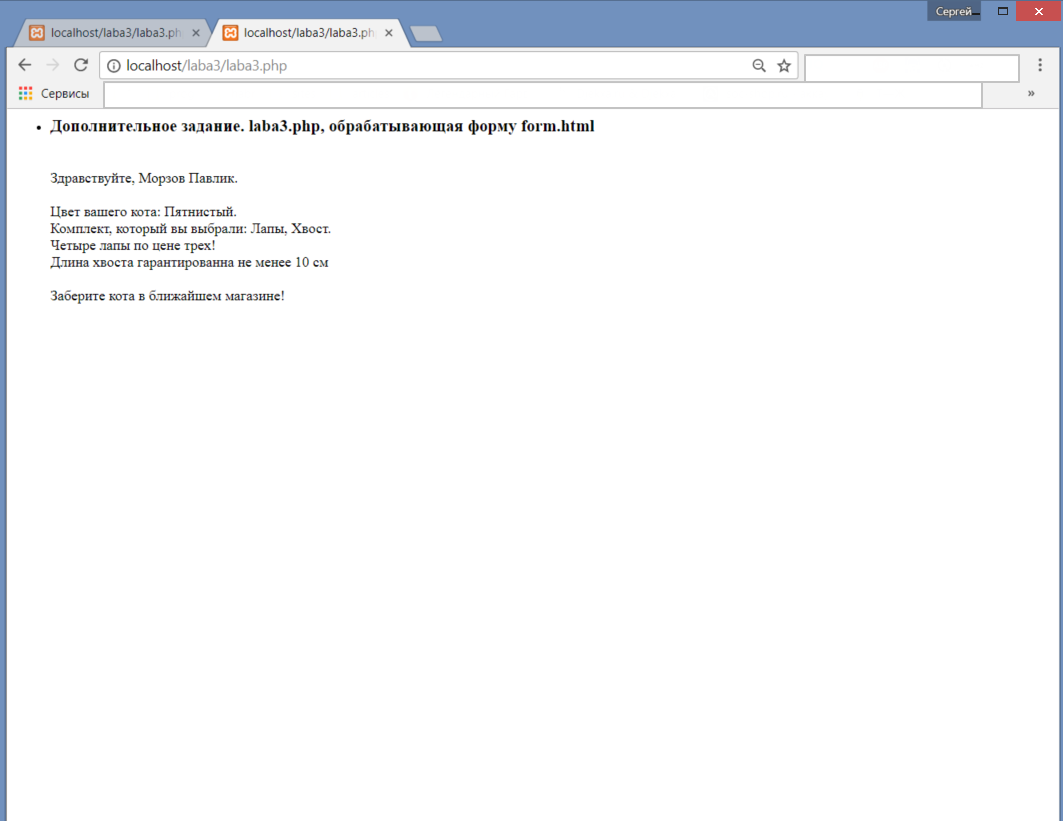 Сергей
localhost/laba3/laba3.ph
localhost/laba3/laba3.ph
localhost/laba3/laba3.php
Сервисы
»
• Дополнительное задание. laba3.php, обрабатывающая форму form.html
Здравствуйте, Морзов Павлик.
Цвет вашего кота: Пятнистый.
Комплект, который вы выбрали: Лапы, Хвост.
Четыре лапы по цене трех!
Длина хвоста гарантированна не менее 10 см
Заберите кота в ближайшем магазине!